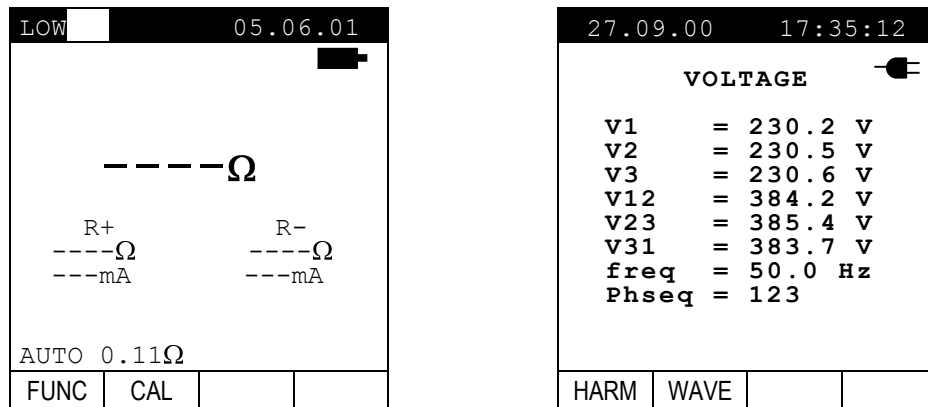 LOW 05.06.01
----Ω
R+ R-
----Ω ----Ω
---mA ---mA
AUTO 0.11Ω
FUNC CAL
27.09.00 17:35:12
VOLTAGE
V1 = 230.2 V
V2 = 230.5 V
V3 = 230.6 V
V12 = 384.2 V
V23 = 385.4 V
V31 = 383.7 V
freq = 50.0 Hz
Phseq = 123
HARM WAVE